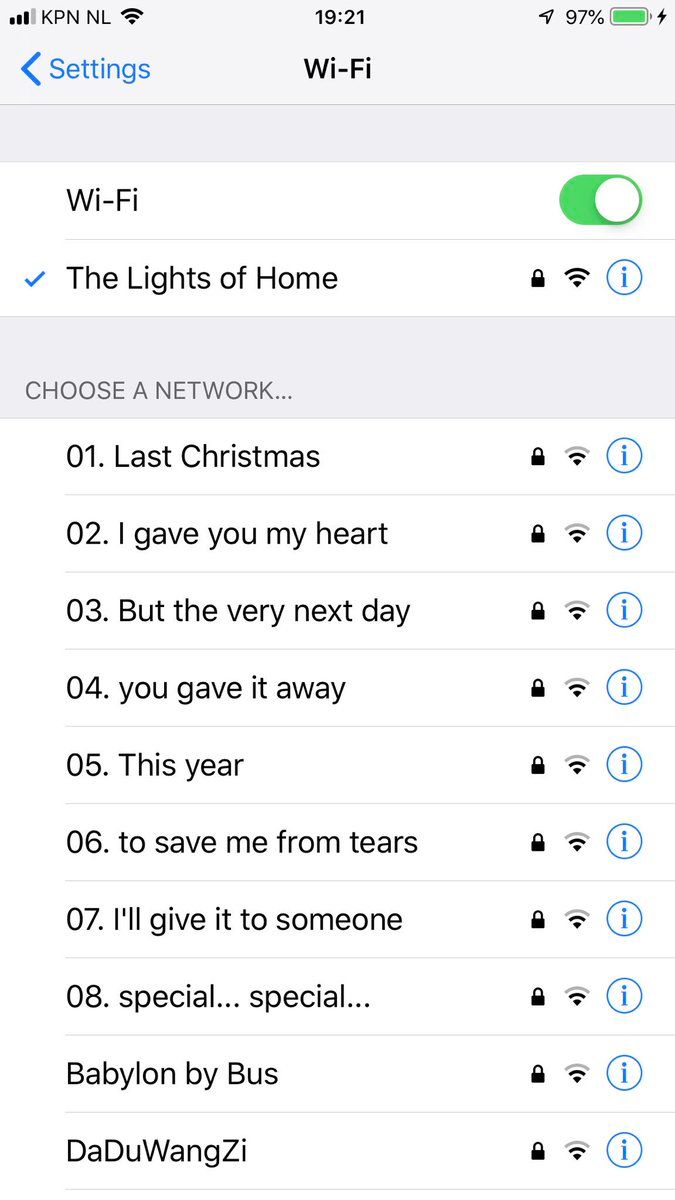 KPN NL 19:21 97%
Settings Wi-Fi
Wi-Fi
The Lights of Home
CHOOSE A NETWORK...
01. Last Christmas
02. I gave you my heart
03. But the very next day
04. you gave it away
05. This year
06. to save me from tears
07. I'll give it to someone
08. special... special...
Babylon by Bus
DaDuWangZi